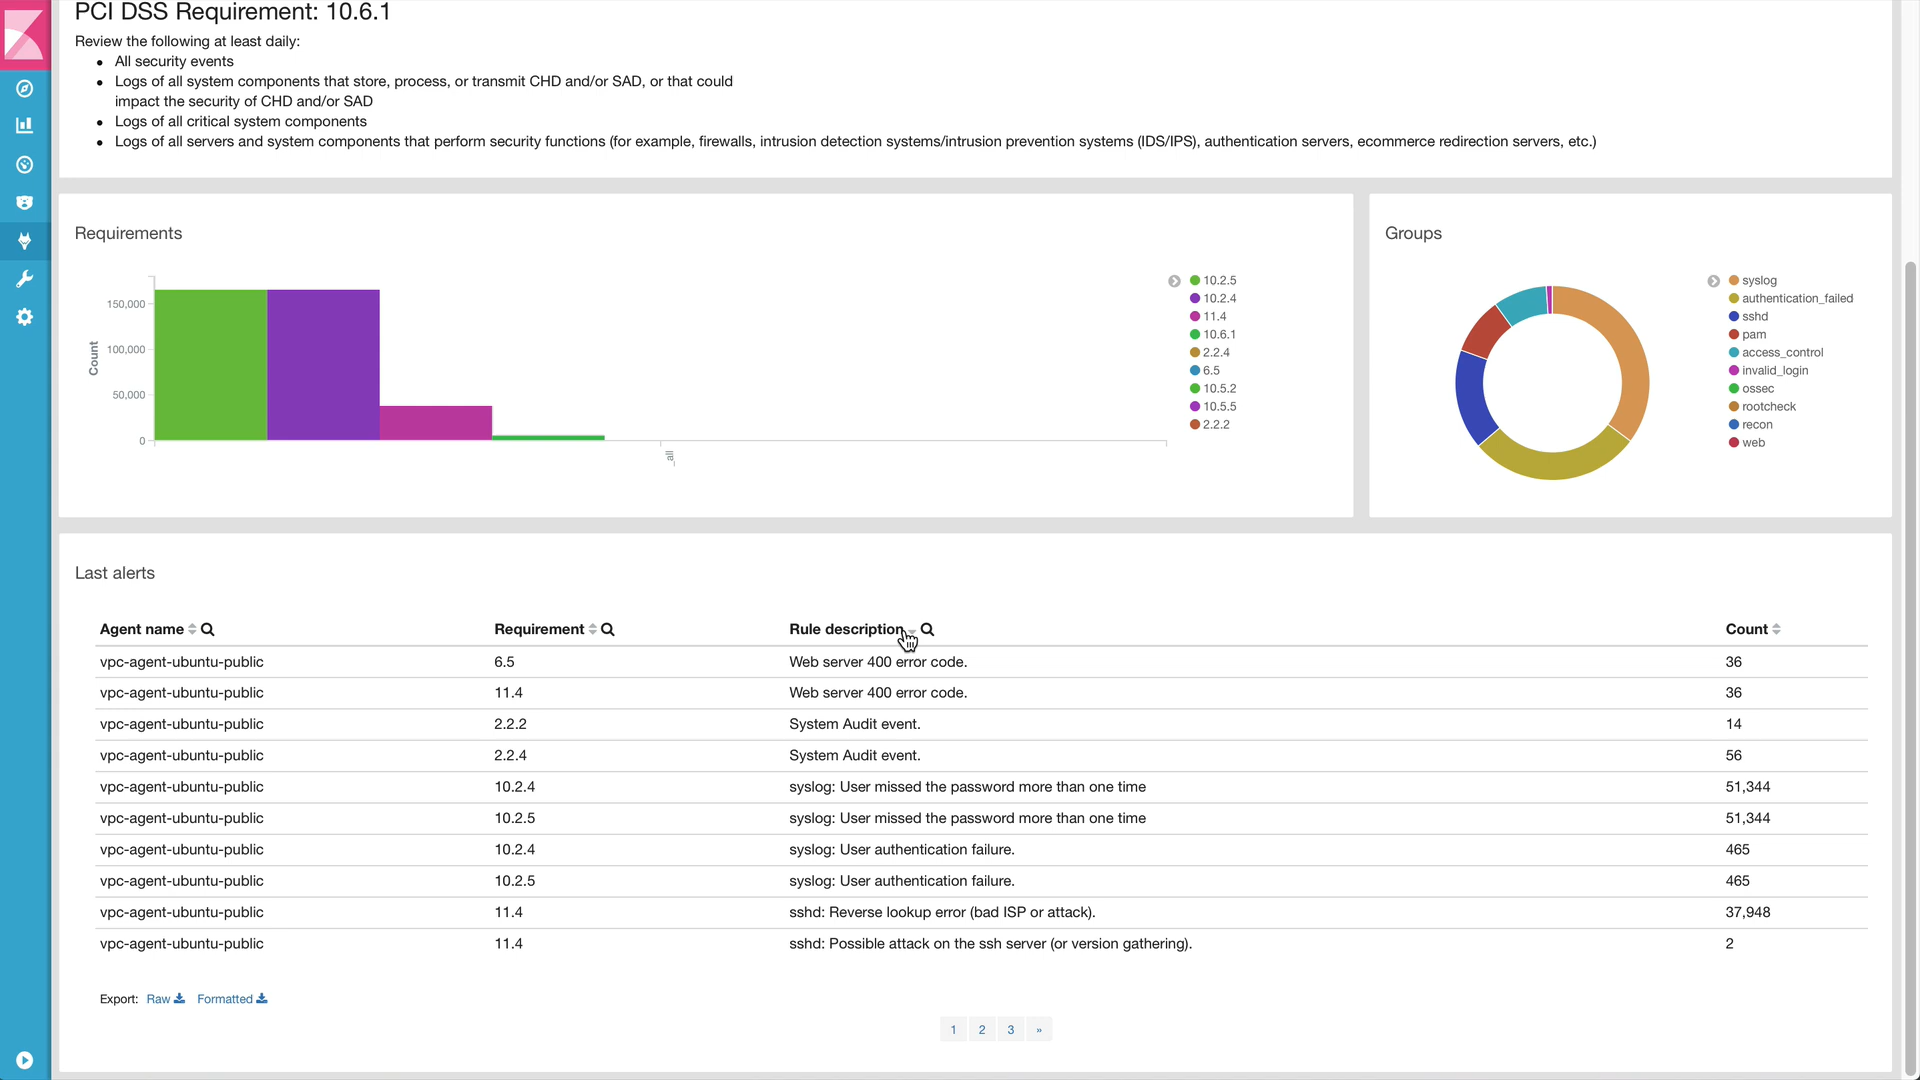 PCI DSS Requirement: 10.6.1
Review the following at least daily:
All security events
Logs of all system components that store, process, or transmit CHD and/or SAD, or that could
impact the security of CHD and/or SAD
Logs of all critical system components
Logs of all servers and system components that perform security functions (for example, firewalls, intrusion detection systems/intrusion prevention systems (IDS/IPS), authentication servers, ecommerce redirection servers, etc.)
Requirements
Count
150,000
100,000
50,000
0
_all
10.2.5
10.2.4
11.4
10.6.1
2.2.4
6.5
10.5.2
10.5.5
2.2.2
Groups
syslog
authentication_failed
sshd
pam
access_control
invalid_login
ossec
rootcheck
recon
web
Last alerts
Agent name Requirement Rule description Count
vpc-agent-ubuntu-public 6.5 Web server 400 error code. 36
vpc-agent-ubuntu-public 11.4 Web server 400 error code. 36
vpc-agent-ubuntu-public 2.2.2 System Audit event. 14
vpc-agent-ubuntu-public 2.2.4 System Audit event. 56
vpc-agent-ubuntu-public 10.2.4 syslog: User missed the password more than one time 51,344
vpc-agent-ubuntu-public 10.2.5 syslog: User missed the password more than one time 51,344
vpc-agent-ubuntu-public 10.2.4 syslog: User authentication failure. 465
vpc-agent-ubuntu-public 10.2.5 syslog: User authentication failure. 465
vpc-agent-ubuntu-public 11.4 sshd: Reverse lookup error (bad ISP or attack). 37,948
vpc-agent-ubuntu-public 11.4 sshd: Possible attack on the ssh server (or version gathering). 2
Export: Raw Formatted
1 2 3 »